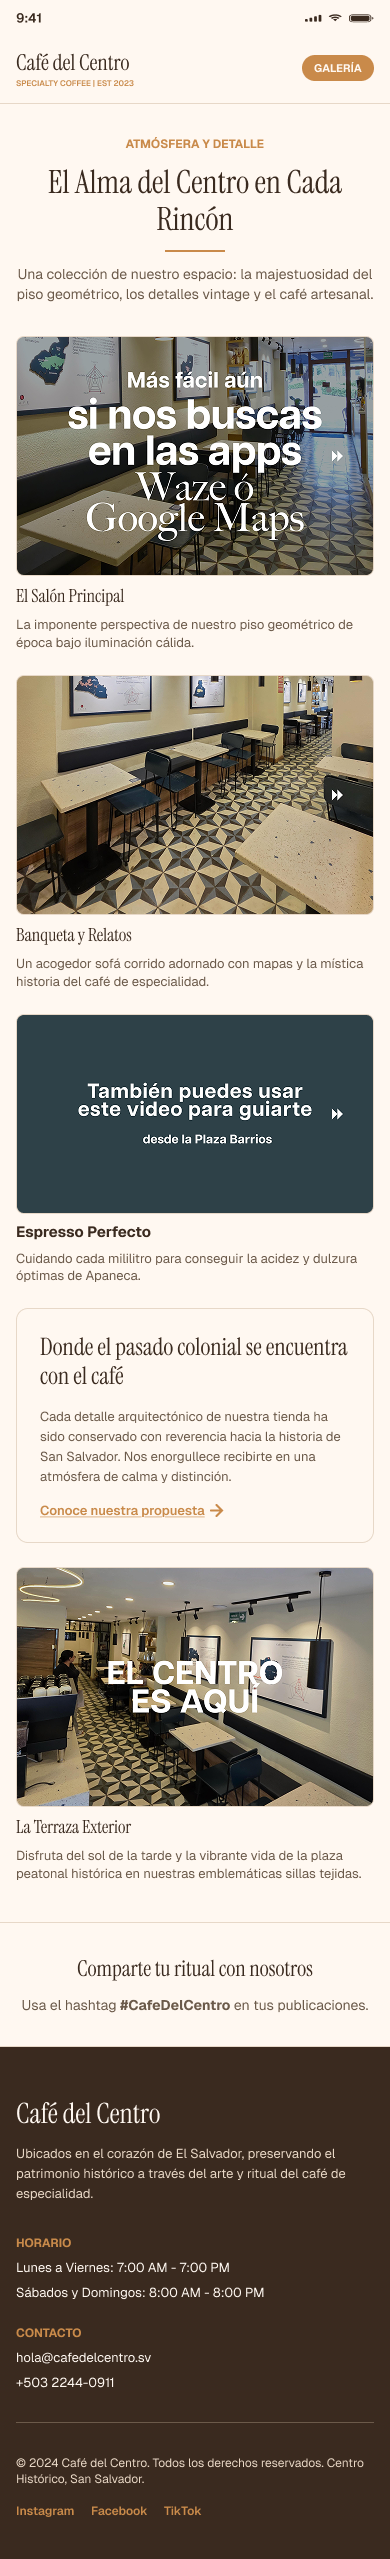 9:41
Café del Centro
SPECIALTY COFFEE | EST 2023
GALERÍA
ATMÓSFERA Y DETALLE
El Alma del Centro en Cada
Rincón
Una colección de nuestro espacio: la majestuosidad del
piso geométrico, los detalles vintage y el café artesanal.
Más fácil aún
si nos buscas
en las apps
Waze ó
Google Maps
El Salón Principal
La imponente perspectiva de nuestro piso geométrico de
época bajo iluminación cálida.
Banqueta y Relatos
Un acogedor sofá corrido adornado con mapas y la mística
historia del café de especialidad.
También puedes usar
este video para guiarte
desde la Plaza Barrios
Espresso Perfecto
Cuidando cada mililitro para conseguir la acidez y dulzura
óptimas de Apaneca.
Donde el pasado colonial se encuentra
con el café
Cada detalle arquitectónico de nuestra tienda ha
sido conservado con reverencia hacia la historia de
San Salvador. Nos enorgullece recibirte en una
atmósfera de calma y distinción.
Conoce nuestra propuesta →
EL CENTRO
ES AQUÍ
La Terraza Exterior
Disfruta del sol de la tarde y la vibrante vida de la plaza
peatonal histórica en nuestras emblemáticas sillas tejidas.
Comparte tu ritual con nosotros
Usa el hashtag #CafeDelCentro en tus publicaciones.
Café del Centro
Ubicados en el corazón de El Salvador, preservando el
patrimonio histórico a través del arte y ritual del café de
especialidad.
HORARIO
Lunes a Viernes: 7:00 AM - 7:00 PM
Sábados y Domingos: 8:00 AM - 8:00 PM
CONTACTO
hola@cafedelcentro.sv
+503 2244-0911
© 2024 Café del Centro. Todos los derechos reservados. Centro
Histórico, San Salvador.
Instagram Facebook TikTok